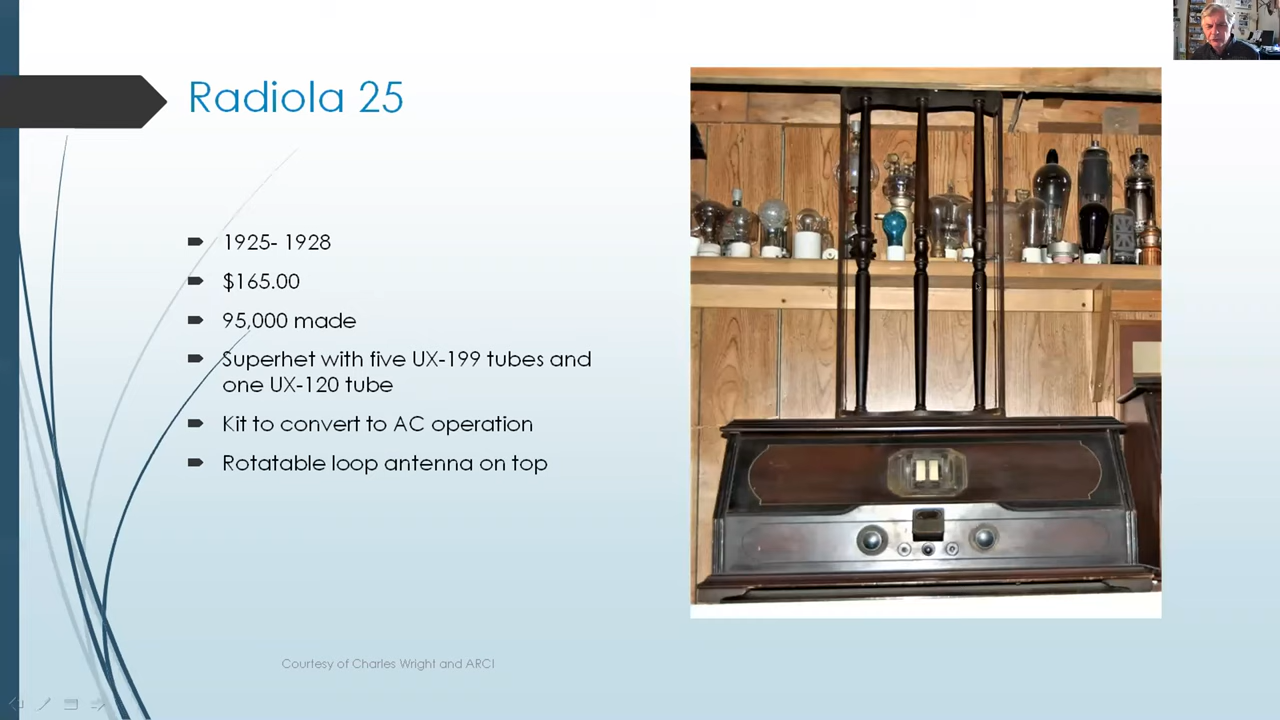 Radiola 25
1925- 1928
$165.00
95,000 made
Superhet with five UX-199 tubes and
one UX-120 tube
Kit to convert to AC operation
Rotatable loop antenna on top
Courtesy of Charles Wright and ARCI